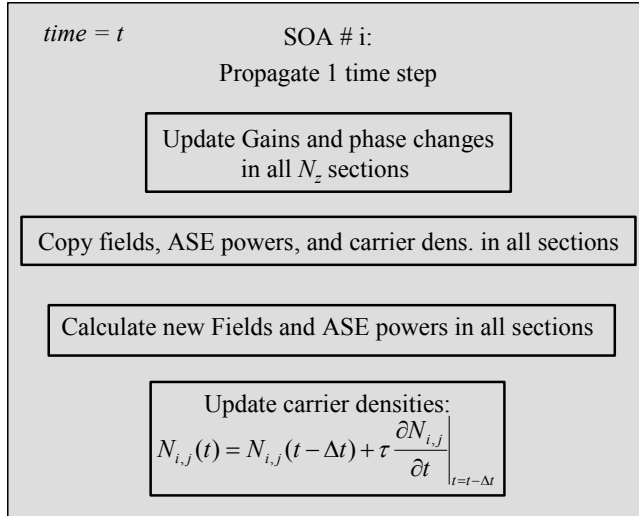 time = t
SOA # i:
Propagate 1 time step
Update Gains and phase changes
in all N_z sections
Copy fields, ASE powers, and carrier dens. in all sections
Calculate new Fields and ASE powers in all sections
Update carrier densities:
N_{i,j}(t) = N_{i,j}(t − Δt) + τ ∂N_{i,j}/∂t |_{t=t−Δt}